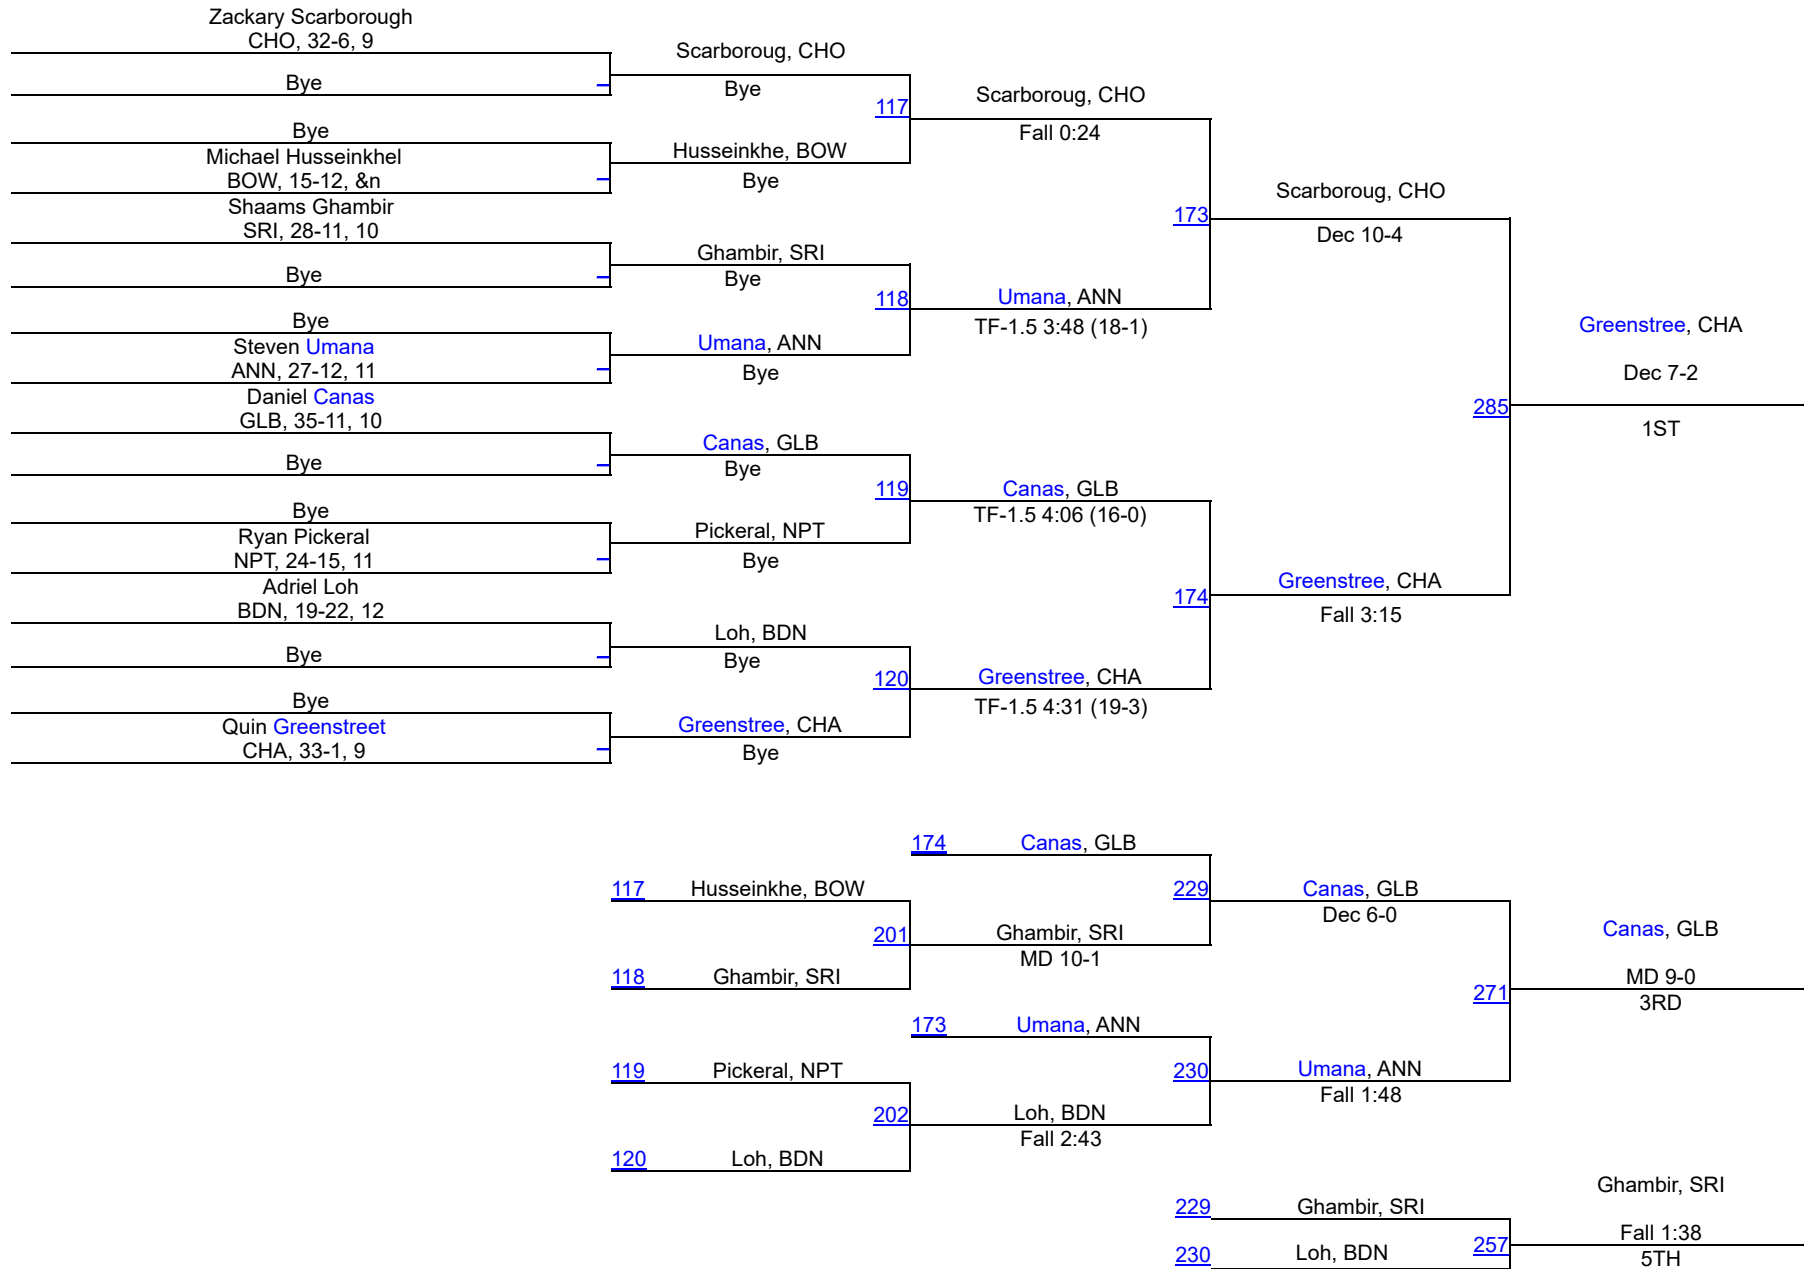 Zackary Scarborough
CHO, 32-6, 9
Bye
Bye
Michael Husseinkhel
BOW, 15-12, &n
Shaams Ghambir
SRI, 28-11, 10
Bye
Bye
Steven Umana
ANN, 27-12, 11
Daniel Canas
GLB, 35-11, 10
Bye
Bye
Ryan Pickeral
NPT, 24-15, 11
Adriel Loh
BDN, 19-22, 12
Bye
Bye
Quin Greenstreet
CHA, 33-1, 9
Scarboroug, CHO
Bye
Husseinkhe, BOW
Bye
Ghambir, SRI
Bye
Umana, ANN
Bye
Canas, GLB
Bye
Pickeral, NPT
Bye
Loh, BDN
Bye
Greenstree, CHA
Bye
117
118
119
120
Scarboroug, CHO
Fall 0:24
Umana, ANN
TF-1.5 3:48 (18-1)
Canas, GLB
TF-1.5 4:06 (16-0)
Greenstree, CHA
TF-1.5 4:31 (19-3)
173
174
Scarboroug, CHO
Dec 10-4
Greenstree, CHA
Fall 3:15
285
Greenstree, CHA
Dec 7-2
1ST
174 Canas, GLB
117 Husseinkhe, BOW
118 Ghambir, SRI
201
Ghambir, SRI
MD 10-1
229
Canas, GLB
Dec 6-0
173 Umana, ANN
119 Pickeral, NPT
120 Loh, BDN
202
Loh, BDN
Fall 2:43
230
Umana, ANN
Fall 1:48
271
Canas, GLB
MD 9-0
3RD
229 Ghambir, SRI
230 Loh, BDN
257
Ghambir, SRI
Fall 1:38
5TH